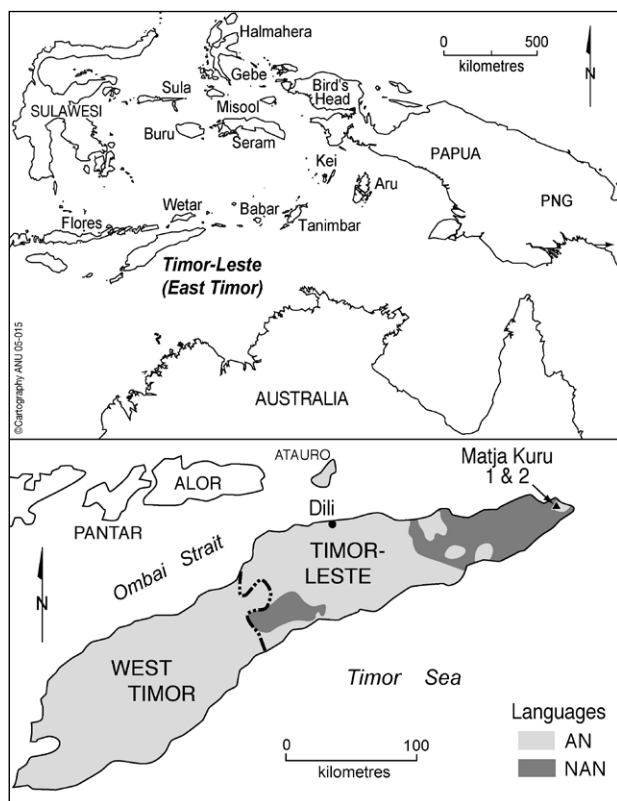 Halmahera
0 500
kilometres
N
Gebe
Bird's
Head
Sula
Misool
SULAWESI
Buru
Seram
PAPUA
Kei
Aru
PNG
Wetar
Babar
Flores
Tanimbar
Timor-Leste
(East Timor)
AUSTRALIA
©Cartography ANU 05-015
Matja Kuru
1 & 2
ATAURO
ALOR
Dili
PANTAR
TIMOR-
LESTE
Ombai Strait
N
WEST
TIMOR
Timor Sea
Languages
AN
NAN
0 100
kilometres